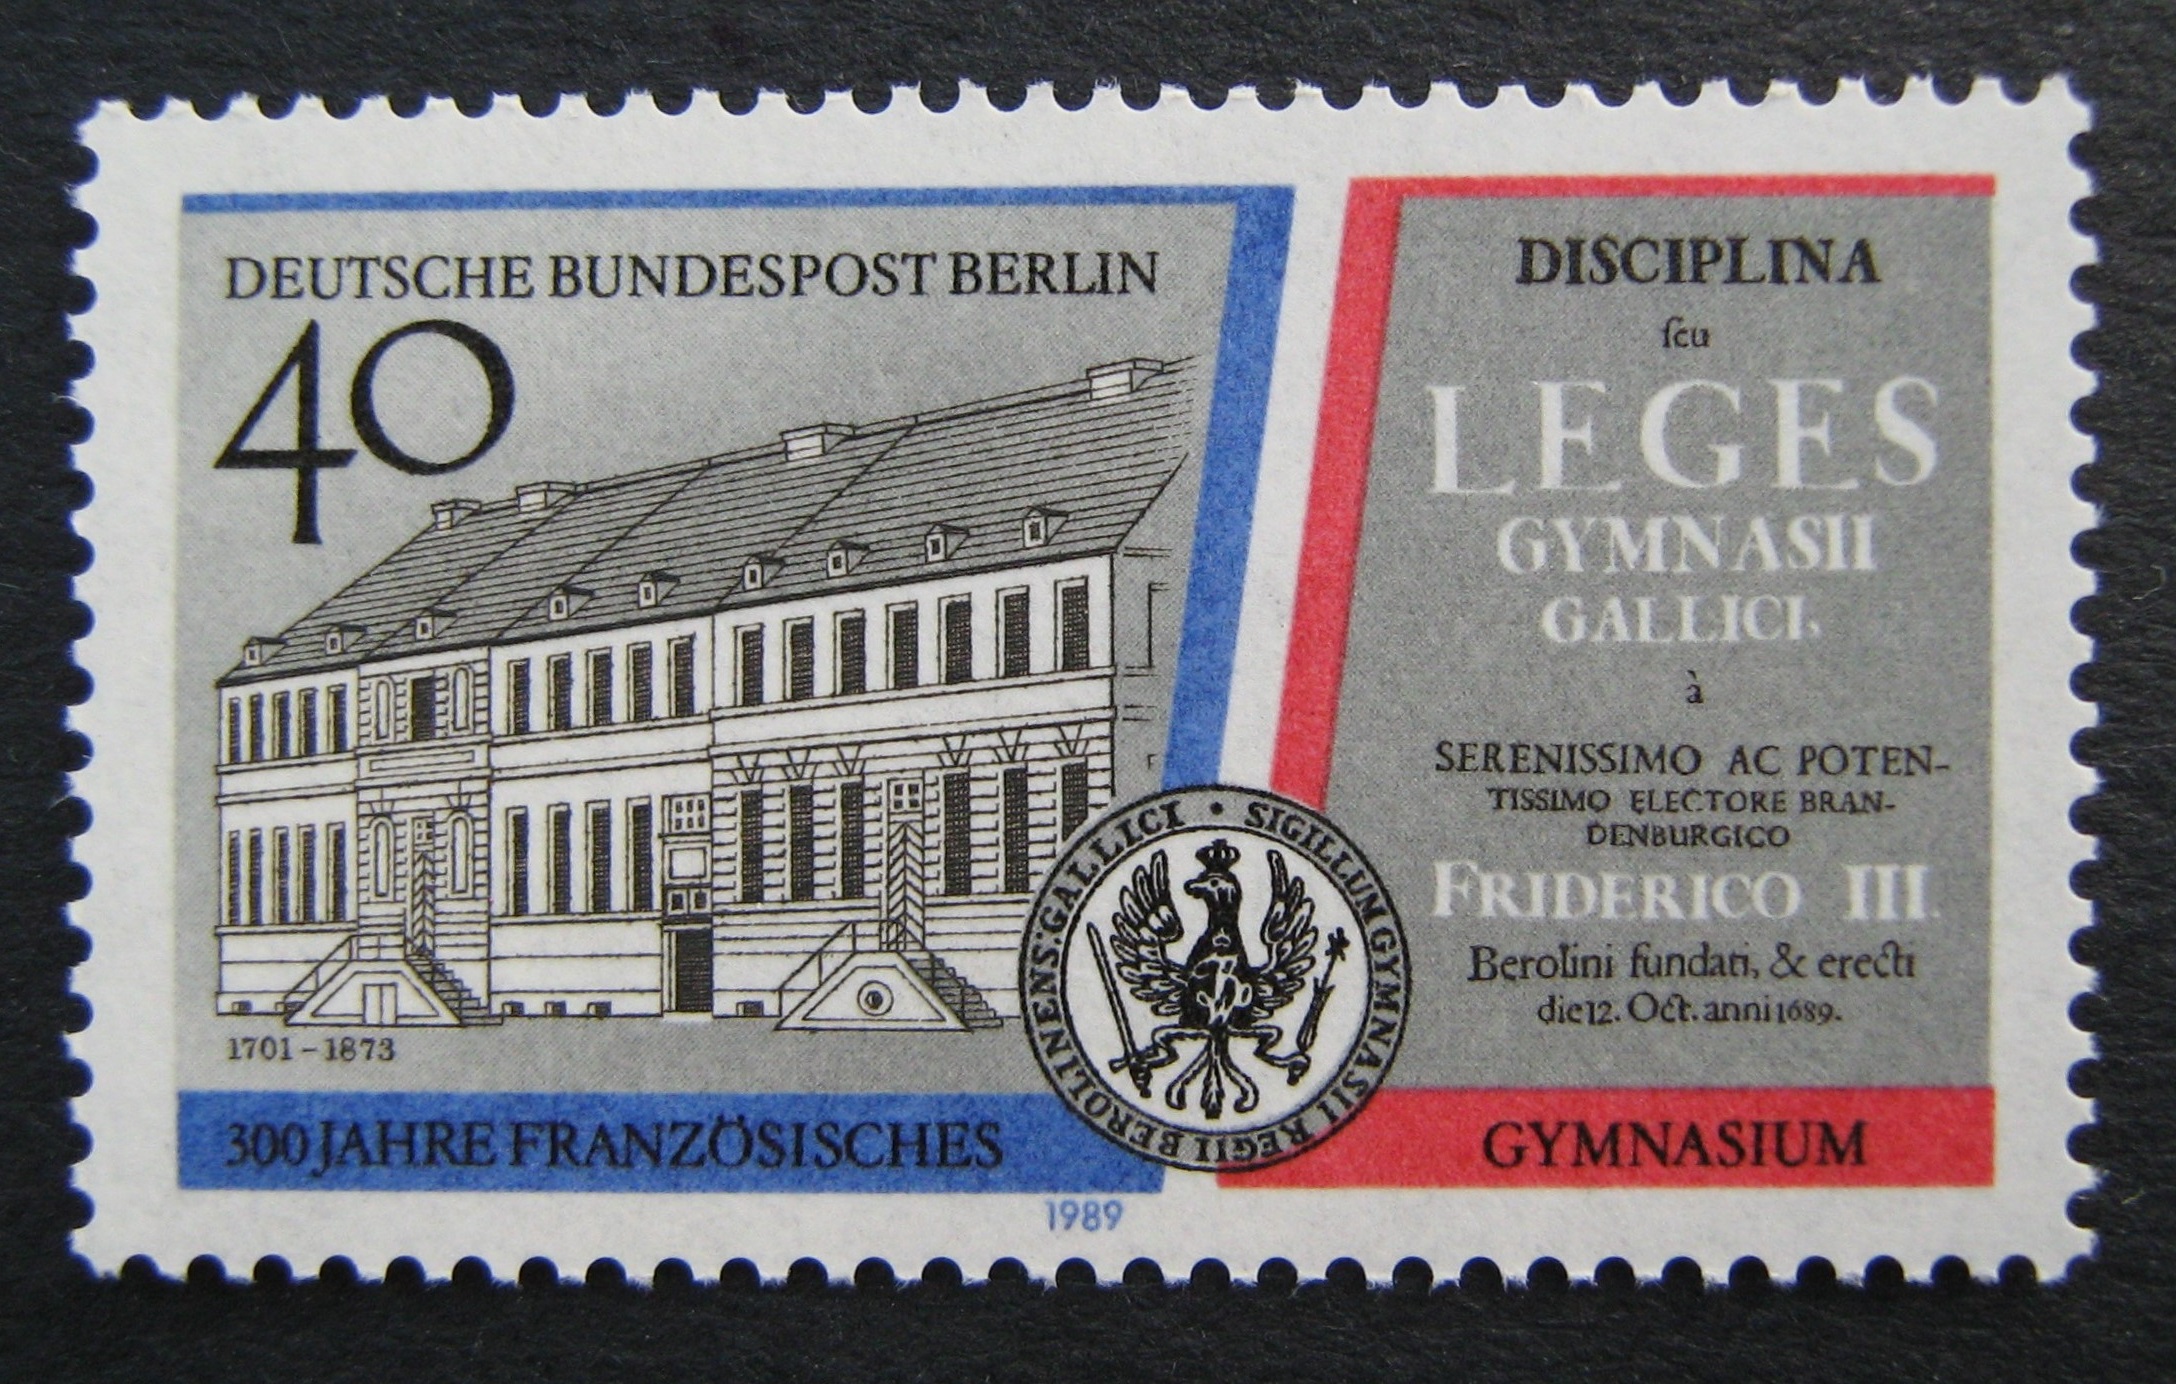 DEUTSCHE BUNDESPOST BERLIN
40
1701 – 1873
300 JAHRE FRANZÖSISCHES
DISCIPLINA
ſeu
LEGES
GYMNASII
GALLICI,
à
SERENISSIMO AC POTEN-
TISSIMO ELECTORE BRAN-
DENBURGICO
FRIDERICO III.
Berolini fundati, & erecti
die 12. Oct. anni 1689.
SIGILLUM GYMNASII REGII BEROLINENS: GALLICI •
GYMNASIUM
1989